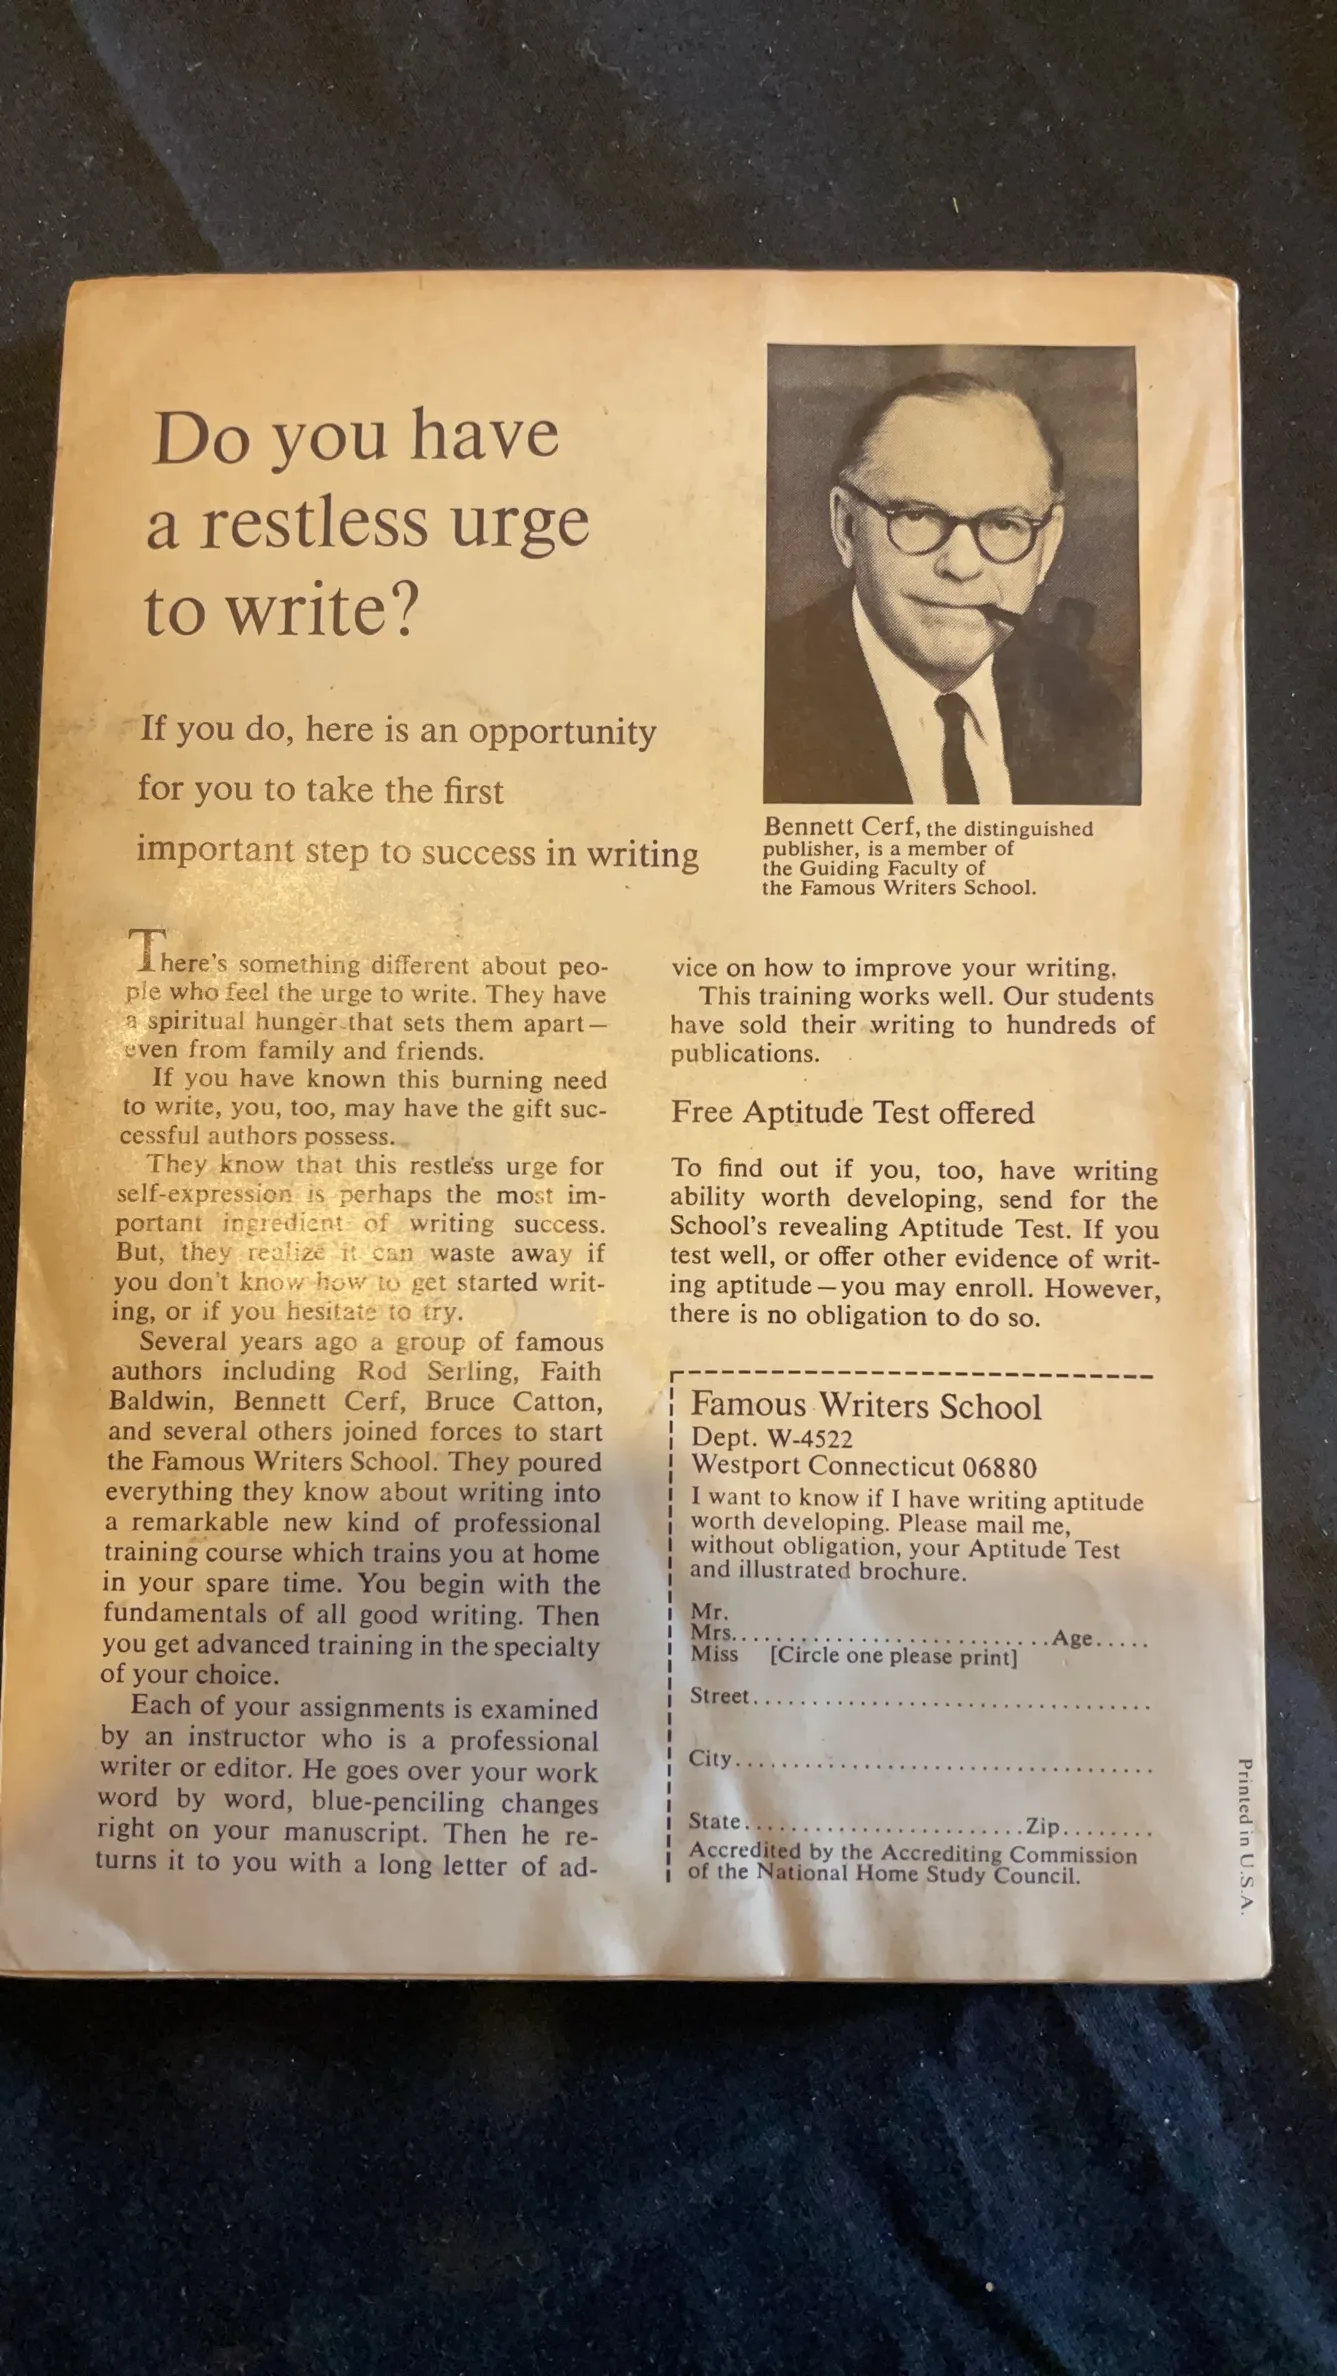 Do you have
a restless urge
to write?
If you do, here is an opportunity
for you to take the first
important step to success in writing
Bennett Cerf, the distinguished
publisher, is a member of
the Guiding Faculty of
the Famous Writers School.
There's something different about peo-
ple who feel the urge to write. They have
a spiritual hunger that sets them apart—
even from family and friends.
If you have known this burning need
to write, you, too, may have the gift suc-
cessful authors possess.
They know that this restless urge for
self-expression is perhaps the most im-
portant ingredient of writing success.
But, they realize it can waste away if
you don't know how to get started writ-
ing, or if you hesitate to try.
Several years ago a group of famous
authors including Rod Serling, Faith
Baldwin, Bennett Cerf, Bruce Catton,
and several others joined forces to start
the Famous Writers School. They poured
everything they know about writing into
a remarkable new kind of professional
training course which trains you at home
in your spare time. You begin with the
fundamentals of all good writing. Then
you get advanced training in the specialty
of your choice.
Each of your assignments is examined
by an instructor who is a professional
writer or editor. He goes over your work
word by word, blue-penciling changes
right on your manuscript. Then he re-
turns it to you with a long letter of ad-
vice on how to improve your writing.
This training works well. Our students
have sold their writing to hundreds of
publications.
Free Aptitude Test offered
To find out if you, too, have writing
ability worth developing, send for the
School's revealing Aptitude Test. If you
test well, or offer other evidence of writ-
ing aptitude—you may enroll. However,
there is no obligation to do so.
Famous Writers School
Dept. W-4522
Westport Connecticut 06880
I want to know if I have writing aptitude
worth developing. Please mail me,
without obligation, your Aptitude Test
and illustrated brochure.
Mr.
Mrs.............................Age.....
Miss [Circle one please print]
Street..................................
City....................................
State........................Zip........
Accredited by the Accrediting Commission
of the National Home Study Council.
Printed in U.S.A.